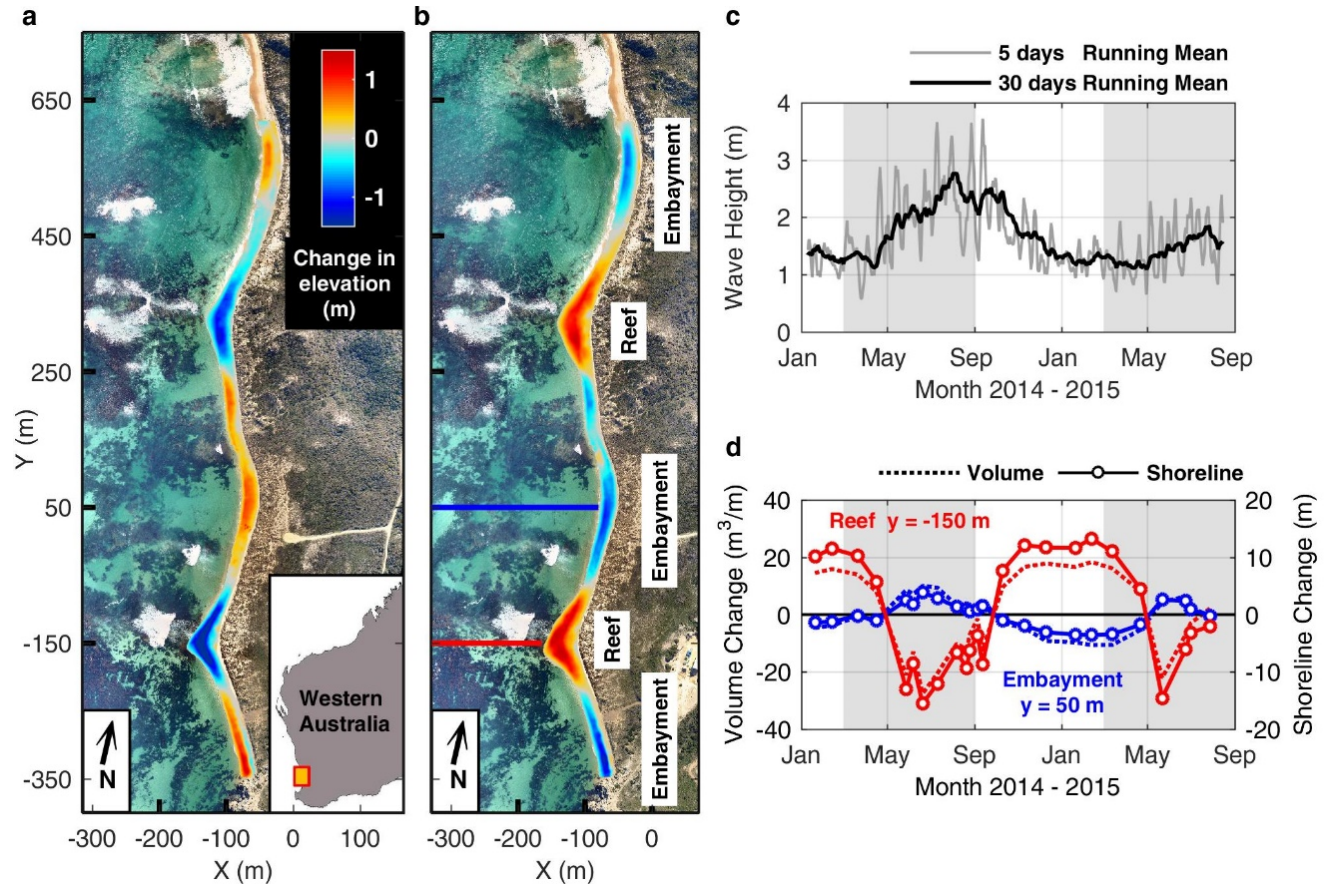 a
b
c
d
1
0
-1
Change in
elevation
(m)
650
450
250
50
-150
-350
Y (m)
N
Western
Australia
-300
-200
-100
0
100
X (m)
Embayment
Reef
Embayment
Reef
Embayment
N
-300
-200
-100
0
X (m)
5 days Running Mean
30 days Running Mean
4
3
2
1
0
Wave Height (m)
Jan
May
Sep
Jan
May
Sep
Month 2014 - 2015
Volume
Shoreline
40
20
0
-20
-40
Volume Change (m³/m)
20
10
0
-10
-20
Shoreline Change (m)
Reef y = -150 m
Embayment
y = 50 m
Jan
May
Sep
Jan
May
Sep
Month 2014 - 2015